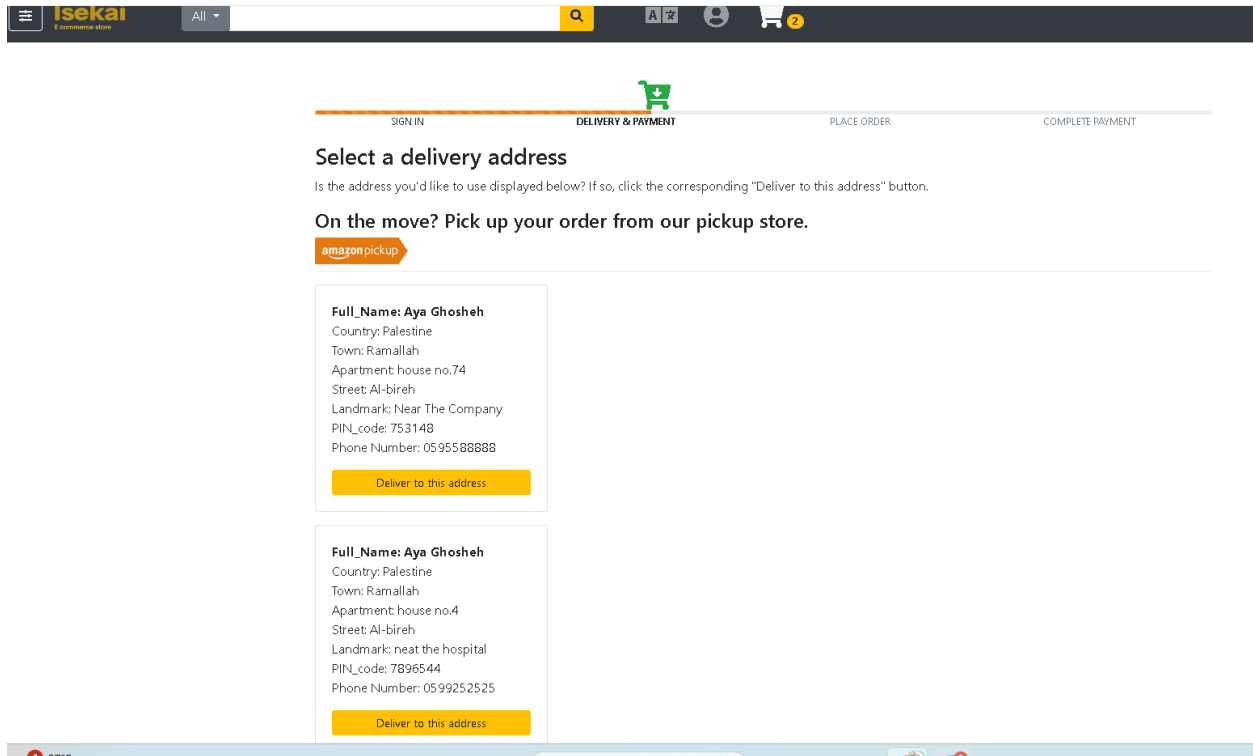 Isekai
E commerce store
All
A
2
SIGN IN
DELIVERY & PAYMENT
PLACE ORDER
COMPLETE PAYMENT
Select a delivery address
Is the address you'd like to use displayed below? If so, click the corresponding "Deliver to this address" button.
On the move? Pick up your order from our pickup store.
amazon pickup
Full_Name: Aya Ghosheh
Country: Palestine
Town: Ramallah
Apartment: house no.74
Street: Al-bireh
Landmark: Near The Company
PIN_code: 753148
Phone Number: 0595588888
Deliver to this address
Full_Name: Aya Ghosheh
Country: Palestine
Town: Ramallah
Apartment: house no.4
Street: Al-bireh
Landmark: neat the hospital
PIN_code: 7896544
Phone Number: 0599252525
Deliver to this address